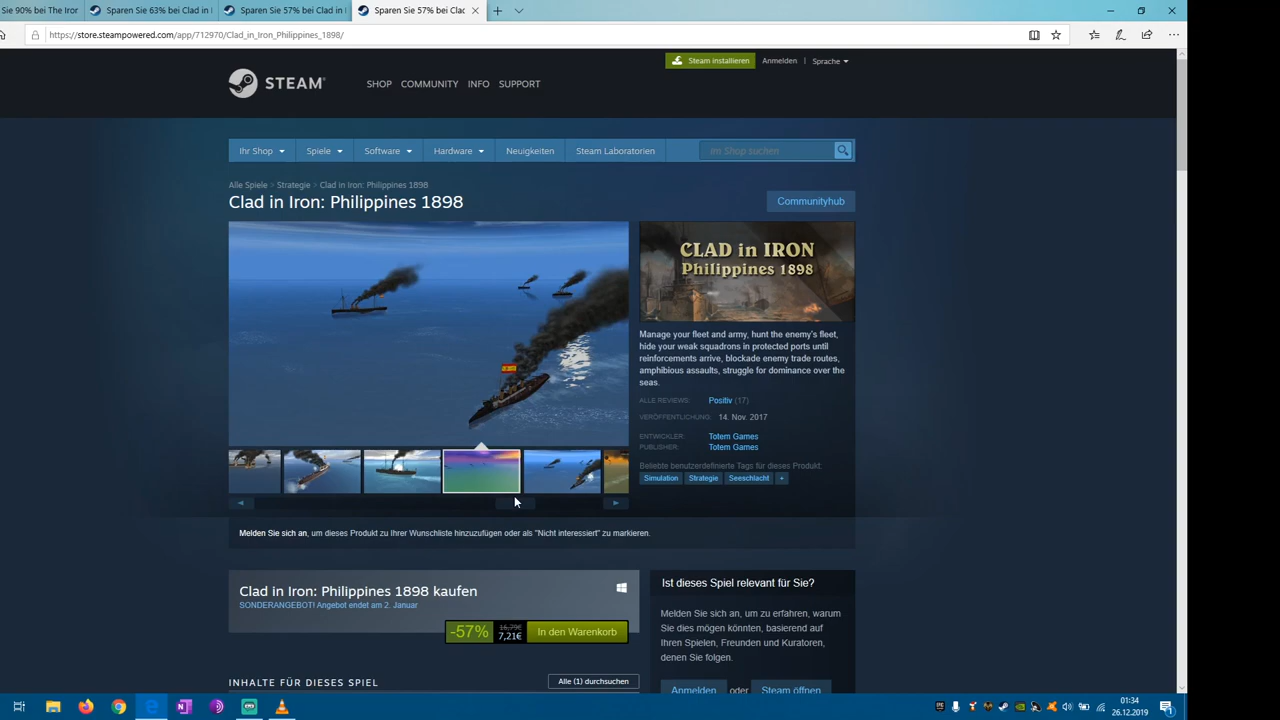 Sie 90% bei The Iror
Sparen Sie 63% bei Clad in I
Sparen Sie 57% bei Clad in I
Sparen Sie 57% bei Clac
https://store.steampowered.com/app/712970/Clad_in_Iron_Philippines_1898/
Steam installieren
Anmelden | Sprache
STEAM®
SHOP COMMUNITY INFO SUPPORT
Ihr Shop Spiele Software Hardware Neuigkeiten Steam Laboratorien im Shop suchen
Alle Spiele > Strategie > Clad in Iron: Philippines 1898
Clad in Iron: Philippines 1898
Communityhub
CLAD in IRON
Philippines 1898
Manage your fleet and army, hunt the enemy's fleet,
hide your weak squadrons in protected ports until
reinforcements arrive, blockade enemy trade routes,
amphibious assaults, struggle for dominance over the
seas.
ALLE REVIEWS: Positiv (17)
VERÖFFENTLICHUNG: 14. Nov. 2017
ENTWICKLER: Totem Games
PUBLISHER: Totem Games
Beliebte benutzerdefinierte Tags für dieses Produkt:
Simulation Strategie Seeschlacht +
Melden Sie sich an, um dieses Produkt zu Ihrer Wunschliste hinzuzufügen oder als "Nicht interessiert" zu markieren.
Clad in Iron: Philippines 1898 kaufen
SONDERANGEBOT! Angebot endet am 2. Januar
-57% 16,79€ 7,21€ In den Warenkorb
Ist dieses Spiel relevant für Sie?
Melden Sie sich an, um zu erfahren, warum
Sie dies mögen könnten, basierend auf
Ihren Spielen, Freunden und Kuratoren,
denen Sie folgen.
Anmelden oder Steam öffnen
INHALTE FÜR DIESES SPIEL
Alle (1) durchsuchen
01:34
26.12.2019